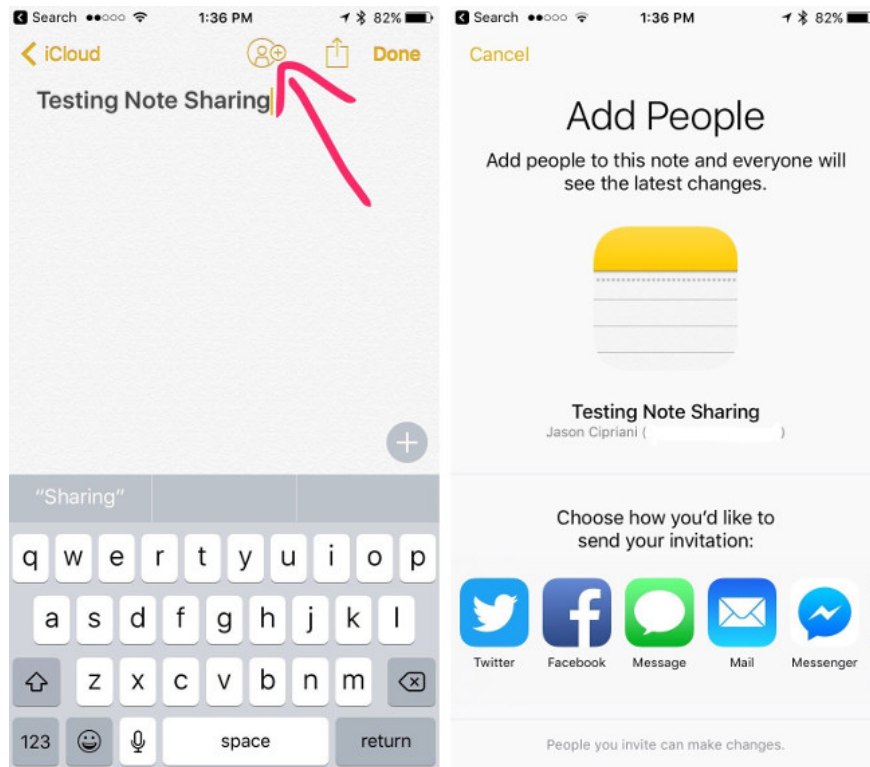 Search 1:36 PM 82%
iCloud Done
Testing Note Sharing
"Sharing"
q w e r t y u i o p
a s d f g h j k l
z x c v b n m
123 space return
Search 1:36 PM 82%
Cancel
Add People
Add people to this note and everyone will
see the latest changes.
Testing Note Sharing
Jason Cipriani ( )
Choose how you'd like to
send your invitation:
Twitter Facebook Message Mail Messenger
People you invite can make changes.